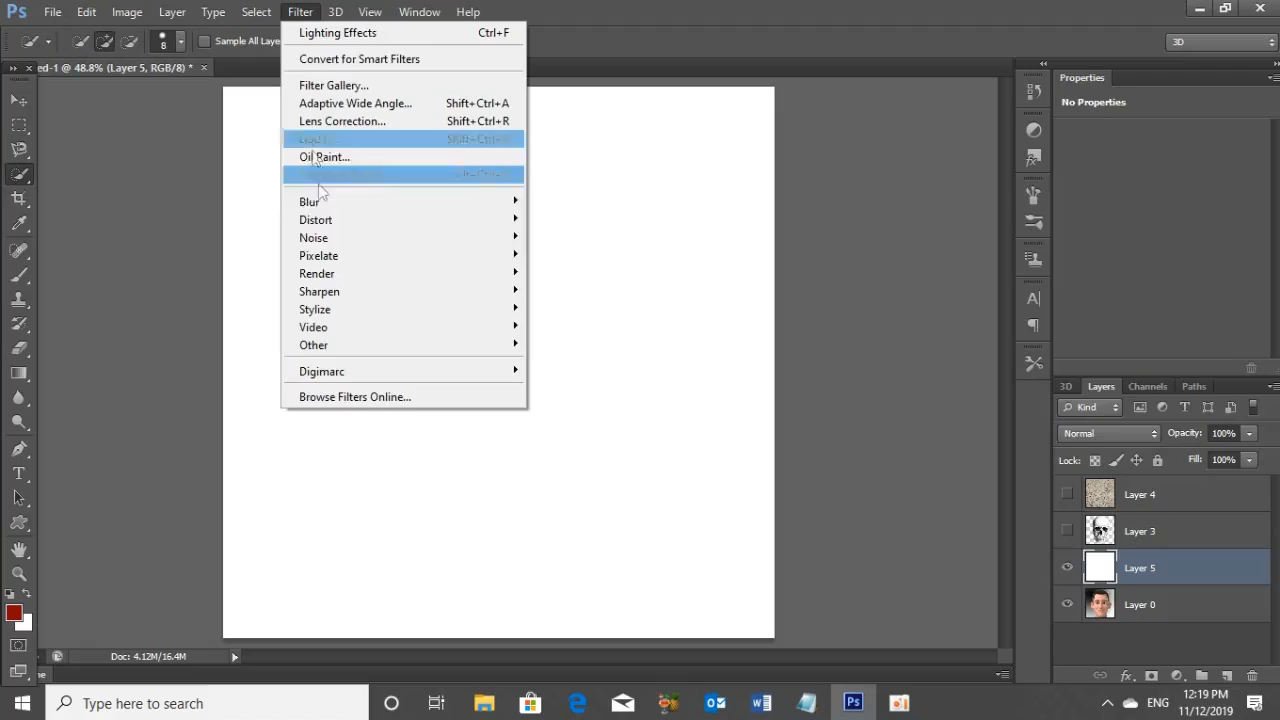 Ps File Edit Image Layer Type Select Filter 3D View Window Help
8 Sample All Laye 3D
ed-1 @ 48.8% (Layer 5, RGB/8) *
Lighting Effects Ctrl+F
Convert for Smart Filters
Filter Gallery...
Adaptive Wide Angle... Shift+Ctrl+A
Lens Correction... Shift+Ctrl+R
Oil Paint...
Blur
Distort
Noise
Pixelate
Render
Sharpen
Stylize
Video
Other
Digimarc
Browse Filters Online...
Properties
No Properties
3D Layers Channels Paths
Kind
Normal Opacity: 100%
Lock: Fill: 100%
Layer 4
Layer 3
Layer 5
Layer 0
Doc: 4.12M/16.4M
Type here to search
ENG
12:19 PM
11/12/2019